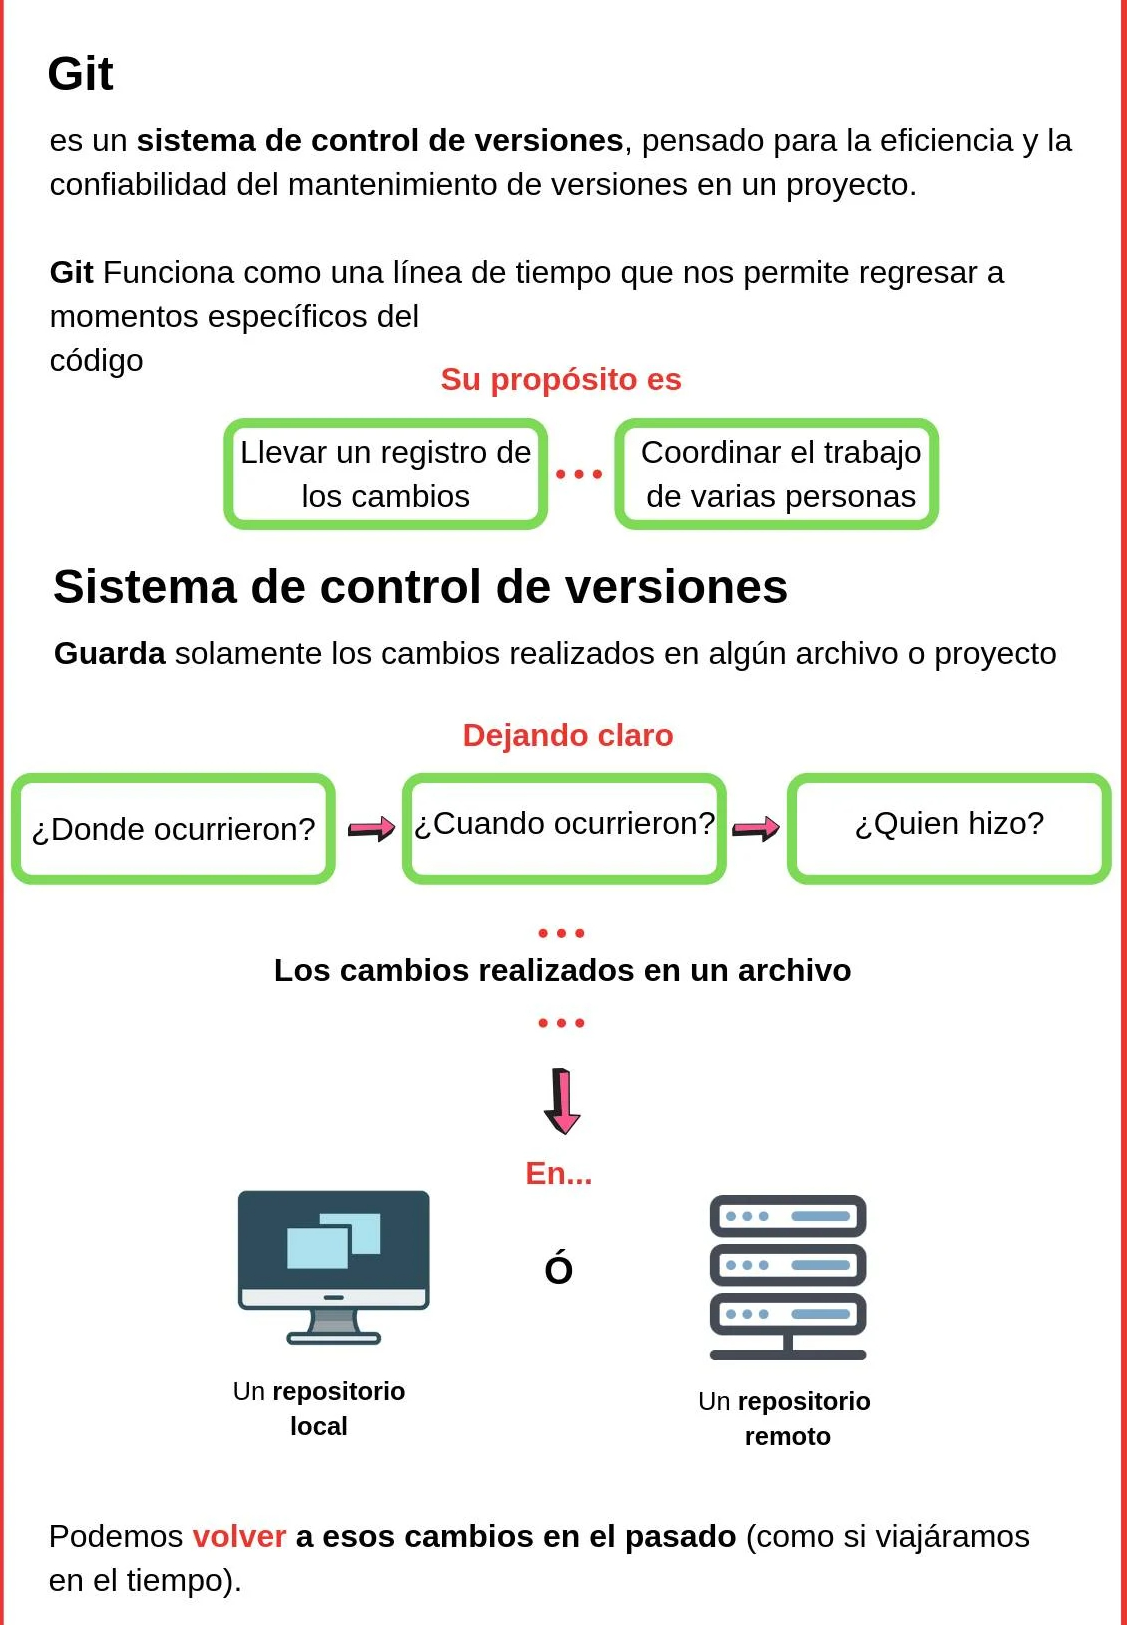 Git
es un sistema de control de versiones, pensado para la eficiencia y la
confiabilidad del mantenimiento de versiones en un proyecto.
Git Funciona como una línea de tiempo que nos permite regresar a
momentos específicos del
código
Su propósito es
Llevar un registro de
los cambios
Coordinar el trabajo
de varias personas
Sistema de control de versiones
Guarda solamente los cambios realizados en algún archivo o proyecto
Dejando claro
¿Donde ocurrieron?
¿Cuando ocurrieron?
¿Quien hizo?
Los cambios realizados en un archivo
En...
Ó
Un repositorio
local
Un repositorio
remoto
Podemos volver a esos cambios en el pasado (como si viajáramos
en el tiempo).